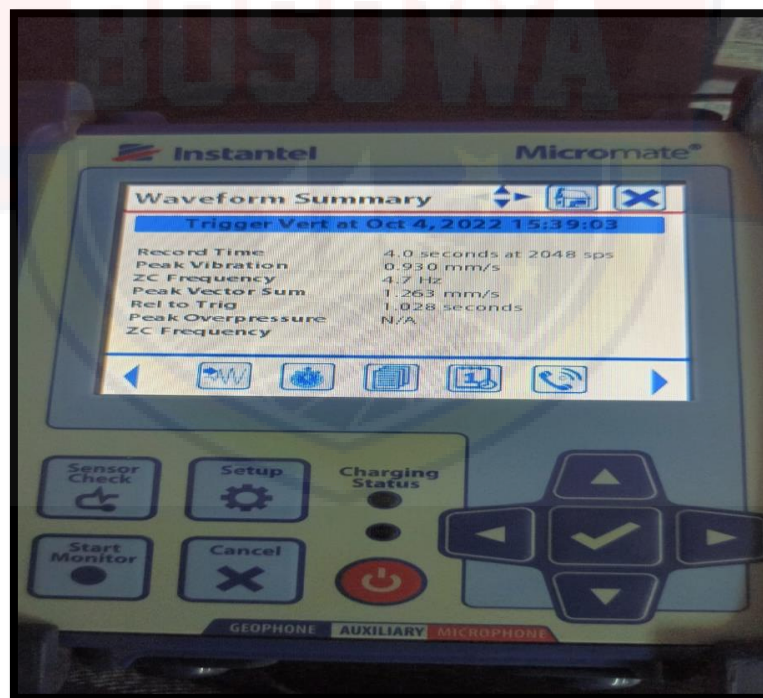 BOSOWA
Instantel Micromate®
Waveform Summary
Trigger Vert at Oct 4, 2022 15:39:03
Record Time 4.0 seconds at 2048 sps
Peak Vibration 0.930 mm/s
ZC Frequency 4.7 Hz
Peak Vector Sum 1.263 mm/s
Rel to Trig 1.028 seconds
Peak Overpressure N/A
ZC Frequency
1
Sensor Check
Setup
Charging Status
Start Monitor
Cancel
GEOPHONE AUXILIARY MICROPHONE